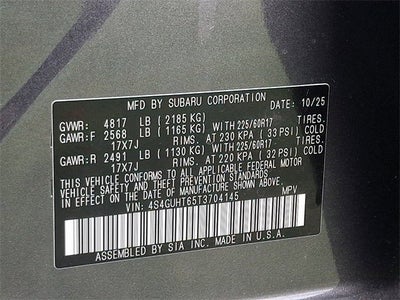 MFD BY SUBARU CORPORATION DATE: 10/25
GVWR: 4817 LB (2185 KG)
GAWR:F 2568 LB (1165 KG) WITH 225/60R17 TIRES.
17X7J RIMS.AT 230 KPA ( 33 PSI) COLD
GAWR:R 2491 LB (1130 KG) WITH 225/60R17 TIRES.
17X7J RIMS.AT 220 KPA ( 32 PSI) COLD
THIS VEHICLE CONFORMS TO ALL APPLICABLE FEDERAL MOTOR
VEHICLE SAFETY AND BUMPER STANDARDS
IN EFFECT ON THE DATE OF MANUFACTURE SHOWN ABOVE.
VIN: 4S4GUHT65T3704145 MPV
ASSEMBLED BY SIA INC. MADE IN U.S.A.